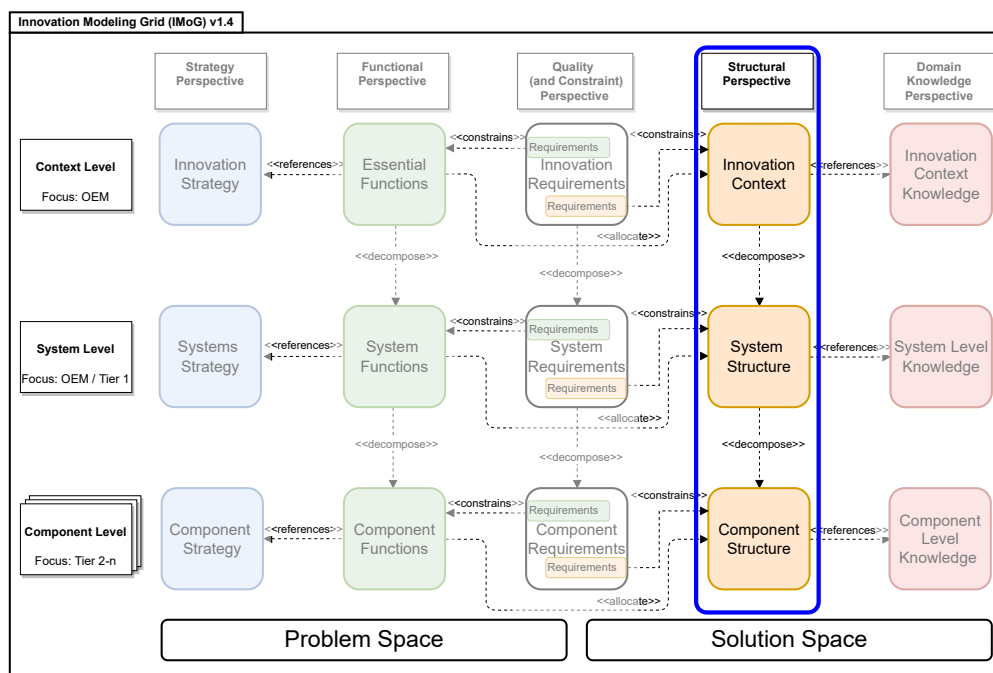 Innovation Modeling Grid (IMoG) v1.4
Strategy
Perspective
Functional
Perspective
Quality
(and Constraint)
Perspective
Structural
Perspective
Domain
Knowledge
Perspective
Context Level
Focus: OEM
Innovation
Strategy
<<references>>
Essential
Functions
<<constrains>>
Requirements
Innovation
Requirements
Requirements
<<constrains>>
<<allocate>>
Innovation
Context
<<references>>
Innovation
Context
Knowledge
<<decompose>>
<<decompose>>
<<decompose>>
System Level
Focus: OEM / Tier 1
Systems
Strategy
<<references>>
System
Functions
<<constrains>>
Requirements
System
Requirements
Requirements
<<constrains>>
<<allocate>>
System
Structure
<<references>>
System Level
Knowledge
<<decompose>>
<<decompose>>
<<decompose>>
Component Level
Focus: Tier 2-n
Component
Strategy
<<references>>
Component
Functions
<<constrains>>
Requirements
Component
Requirements
Requirements
<<constrains>>
<<allocate>>
Component
Structure
<<references>>
Component
Level
Knowledge
Problem Space
Solution Space